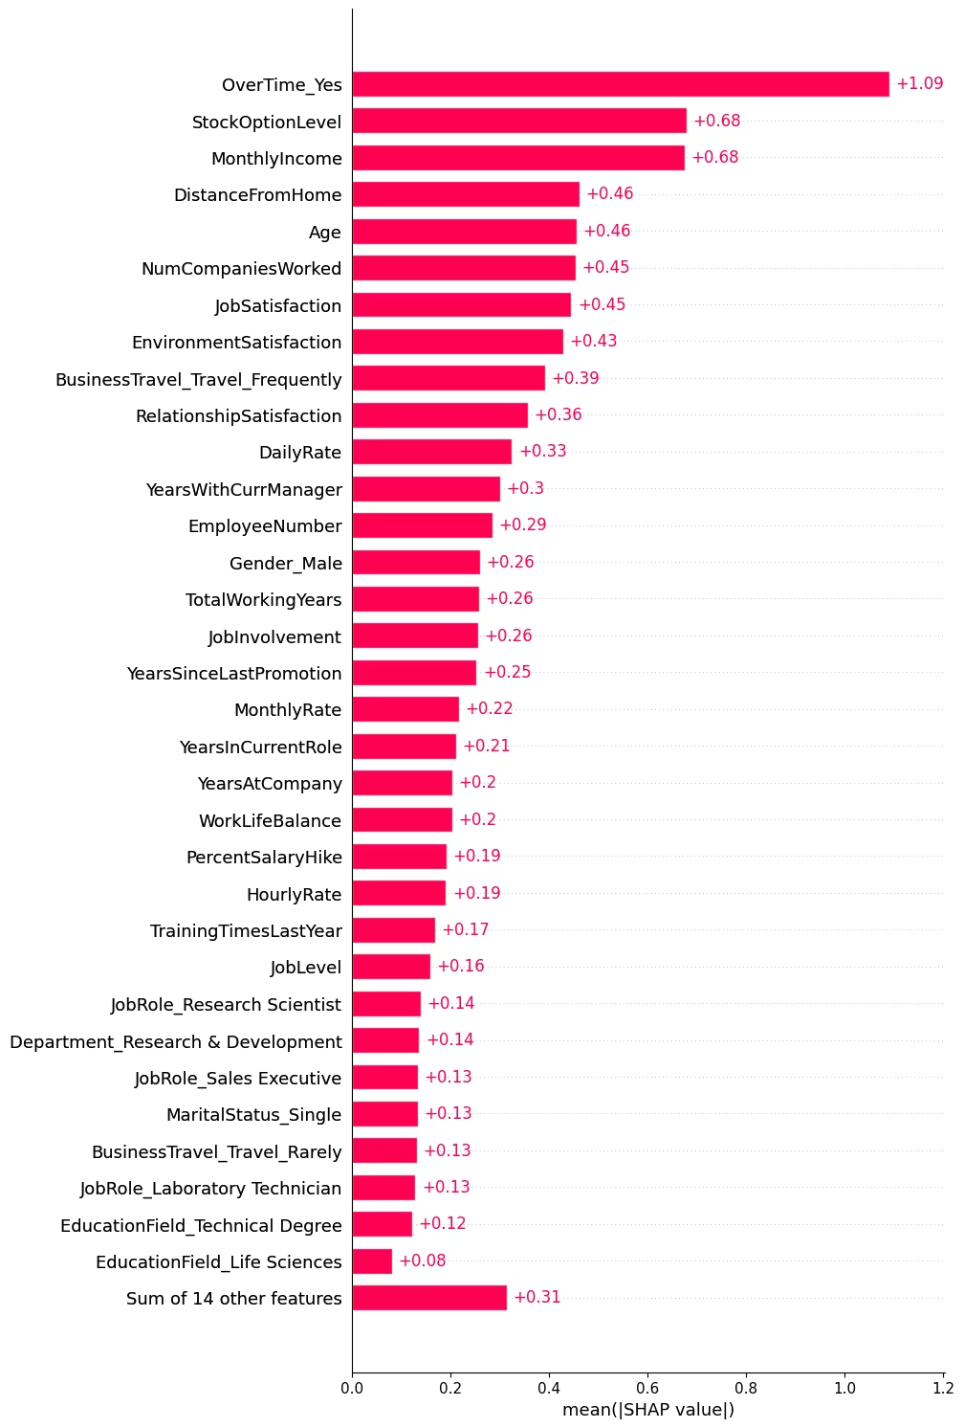 OverTime_Yes +1.09
StockOptionLevel +0.68
MonthlyIncome +0.68
DistanceFromHome +0.46
Age +0.46
NumCompaniesWorked +0.45
JobSatisfaction +0.45
EnvironmentSatisfaction +0.43
BusinessTravel_Travel_Frequently +0.39
RelationshipSatisfaction +0.36
DailyRate +0.33
YearsWithCurrManager +0.3
EmployeeNumber +0.29
Gender_Male +0.26
TotalWorkingYears +0.26
JobInvolvement +0.26
YearsSinceLastPromotion +0.25
MonthlyRate +0.22
YearsInCurrentRole +0.21
YearsAtCompany +0.2
WorkLifeBalance +0.2
PercentSalaryHike +0.19
HourlyRate +0.19
TrainingTimesLastYear +0.17
JobLevel +0.16
JobRole_Research Scientist +0.14
Department_Research & Development +0.14
JobRole_Sales Executive +0.13
MaritalStatus_Single +0.13
BusinessTravel_Travel_Rarely +0.13
JobRole_Laboratory Technician +0.13
EducationField_Technical Degree +0.12
EducationField_Life Sciences +0.08
Sum of 14 other features +0.31
0.0 0.2 0.4 0.6 0.8 1.0 1.2
mean(|SHAP value|)